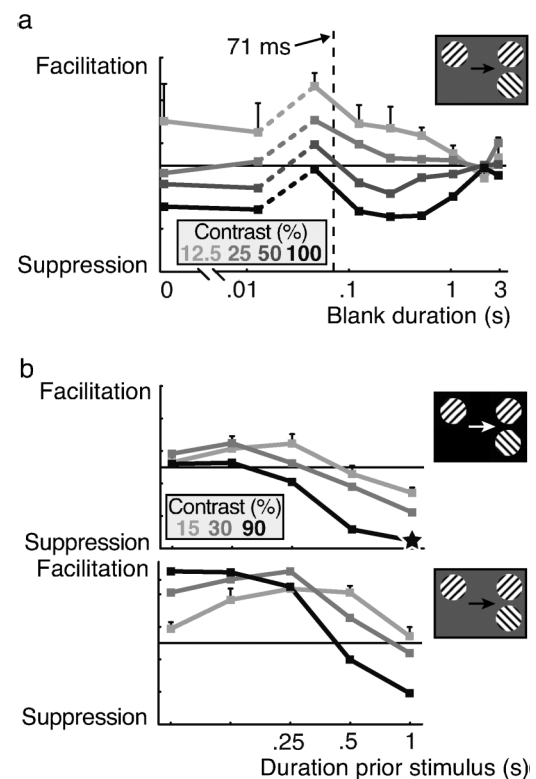 a
71 ms
Facilitation
Contrast (%)
12.5 25 50 100
Suppression
0 .01 .1 1 3
Blank duration (s)
b
Facilitation
Contrast (%)
15 30 90
Suppression
Facilitation
Suppression
.25 .5 1
Duration prior stimulus (s)